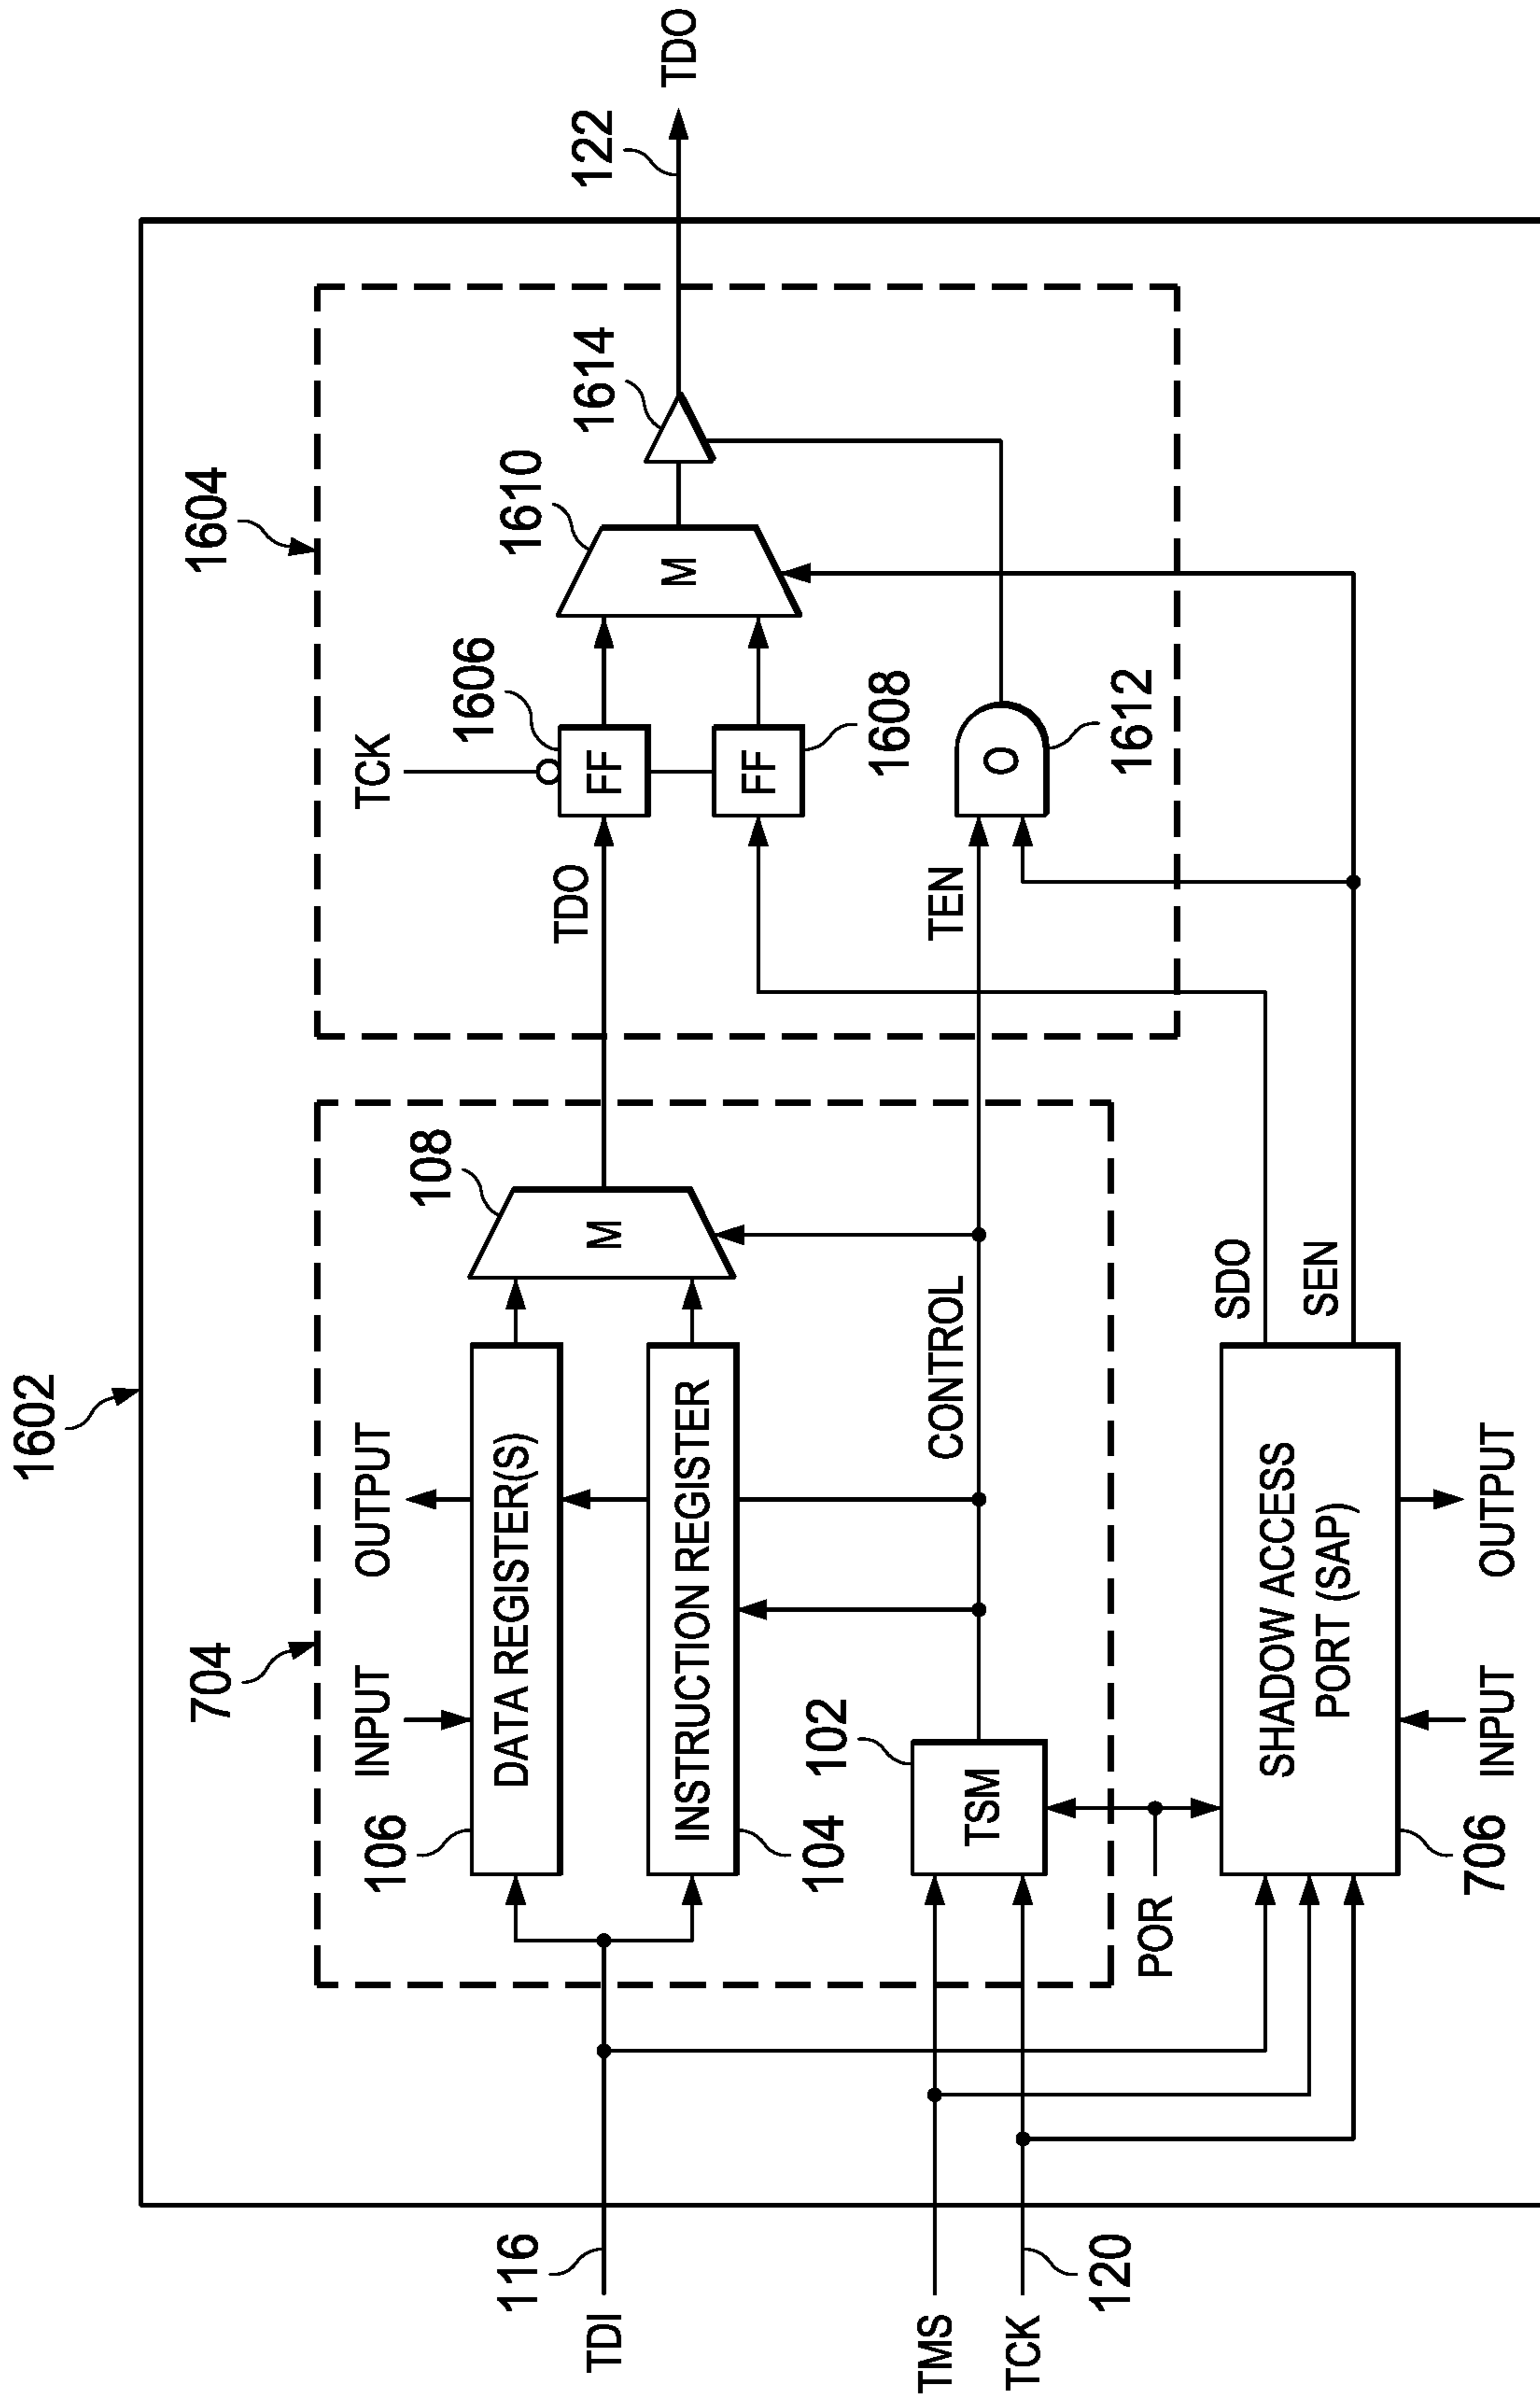 1602
704
1604
INPUT
OUTPUT
TCK
106
108
1606
1610
1614
122
116
TDI
DATA REGISTER(S)
M
TDO
FF
M
TDO
INSTRUCTION REGISTER
FF
104
1608
TMS
TCK
120
102
TSM
CONTROL
TEN
O
1612
POR
SHADOW ACCESS
PORT (SAP)
SDO
SEN
706
INPUT
OUTPUT